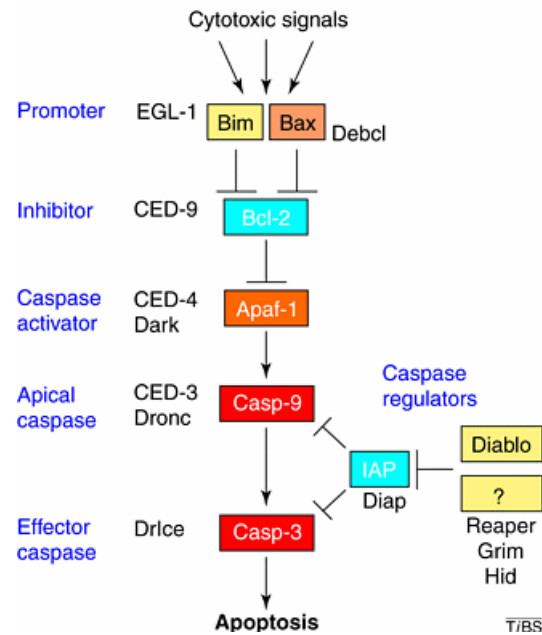 Cytotoxic signals
Promoter
EGL-1
Bim
Bax
Debcl
Inhibitor
CED-9
Bcl-2
Caspase
activator
CED-4
Dark
Apaf-1
Apical
caspase
CED-3
Dronc
Casp-9
Caspase
regulators
Diablo
IAP
Diap
?
Reaper
Grim
Hid
Effector
caspase
DrIce
Casp-3
Apoptosis
TiBS